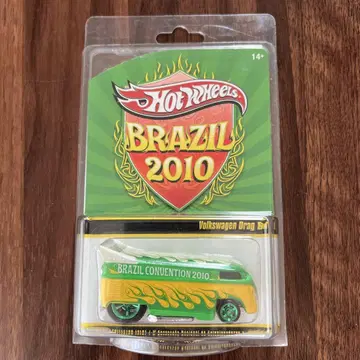 14+
Hot Wheels
BRAZIL
2010
Volkswagen Drag
BRAZIL CONVENTION 2010